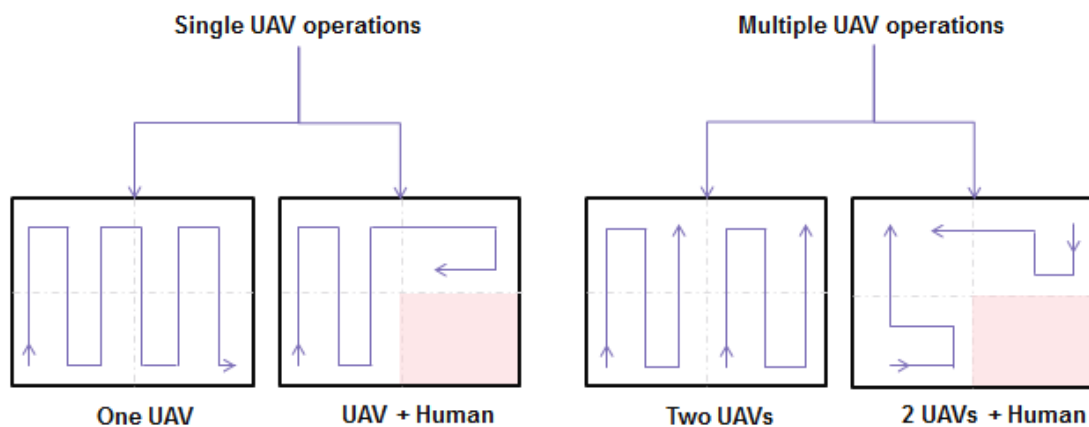 Single UAV operations
Multiple UAV operations
One UAV
UAV + Human
Two UAVs
2 UAVs + Human